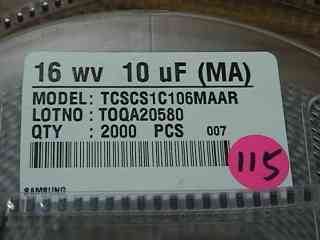 16 WV 10 uF (MA)
MODEL: TCSCS1C106MAAR
LOTNO : TOQA20580
QTY : 2000 PCS 007
115
SAMSUNG